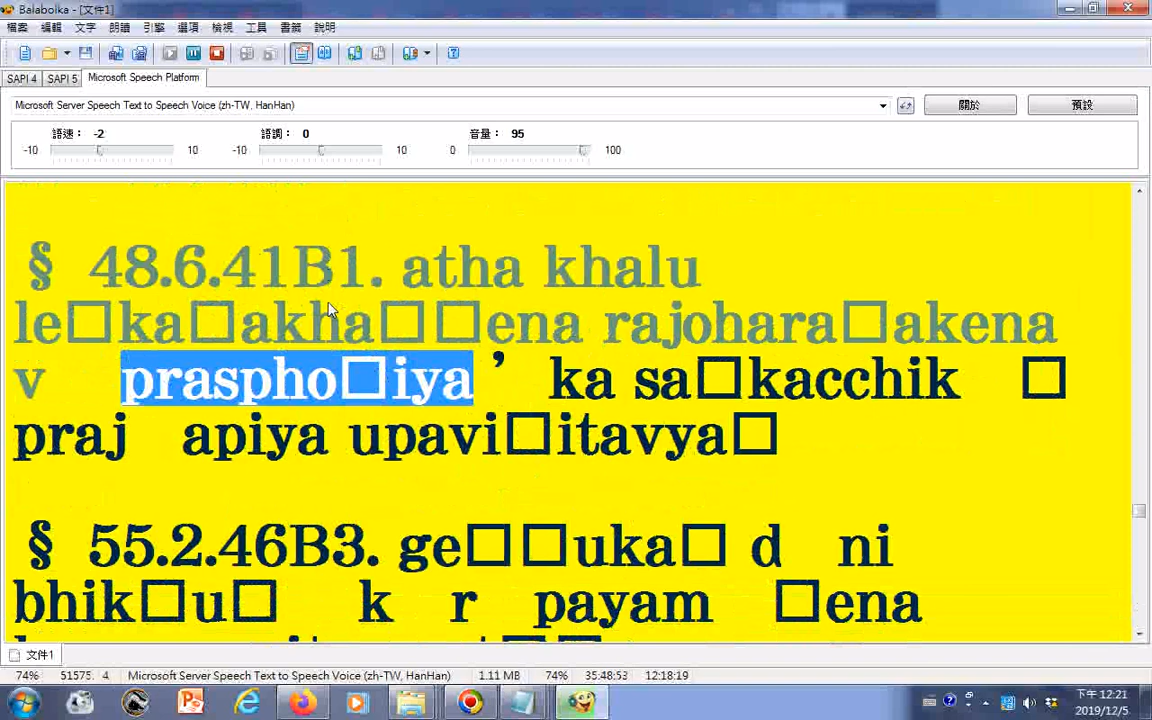 Balabolka - [文件1]
檔案 編輯 文字 朗讀 引擎 選項 檢視 工具 書籤 說明
SAPI 4 SAPI 5 Microsoft Speech Platform
Microsoft Server Speech Text to Speech Voice (zh-TW, HanHan) 關於 預設
語速： -2 語調： 0 音量： 95
-10 10 -10 10 0 100
§ 48.6.41B1. atha khalu
le□ka□akha□□ena rajohara□akena
v praspho□iya ’ ka sa□kacchik □
praj apiya upavi□itavya□
§ 55.2.46B3. ge□□uka□ d ni
bhik□u□ k r payam □ena
文件1
74% 51575. 4 Microsoft Server Speech Text to Speech Voice (zh-TW, HanHan) 1.11 MB 74% 35:48:53 12:18:19
下午 12:21
2019/12/5